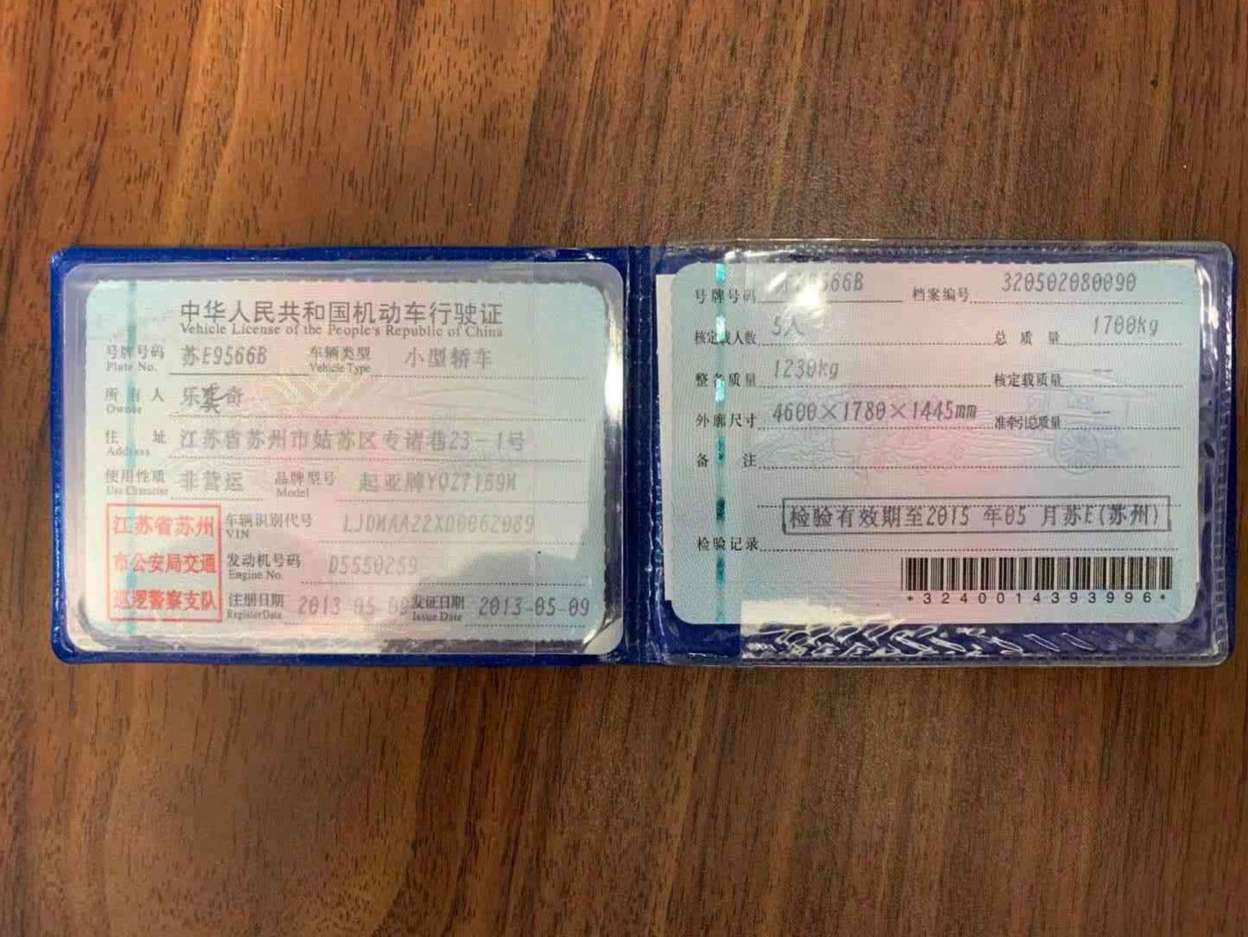 中华人民共和国机动车行驶证
Vehicle License of the People's Republic of China
号牌号码 苏E9566B 车辆类型 小型轿车
Plate No. Vehicle Type
所有人 乐 奇
Owner
住址 江苏省苏州市姑苏区专诸巷23-1号
Address
使用性质 非营运 品牌型号 起亚牌YQZ7169M
Use Character Model
江苏省苏州
市公安局交通
巡逻警察支队
车辆识别代号
VIN
发动机号码
Engine No.
注册日期 2013-05-09 发证日期 2013-05-09
Register Date Issue Date
号牌号码 566B 档案编号 320502080090
核定载人数 5人 总质量 1700kg
整备质量 1230kg 核定载质量 --
外廓尺寸 4600×1780×1445mm 准牵引总质量 --
备注
检验有效期至2015 年05 月苏E(苏州)
检验记录
*3240014393996*